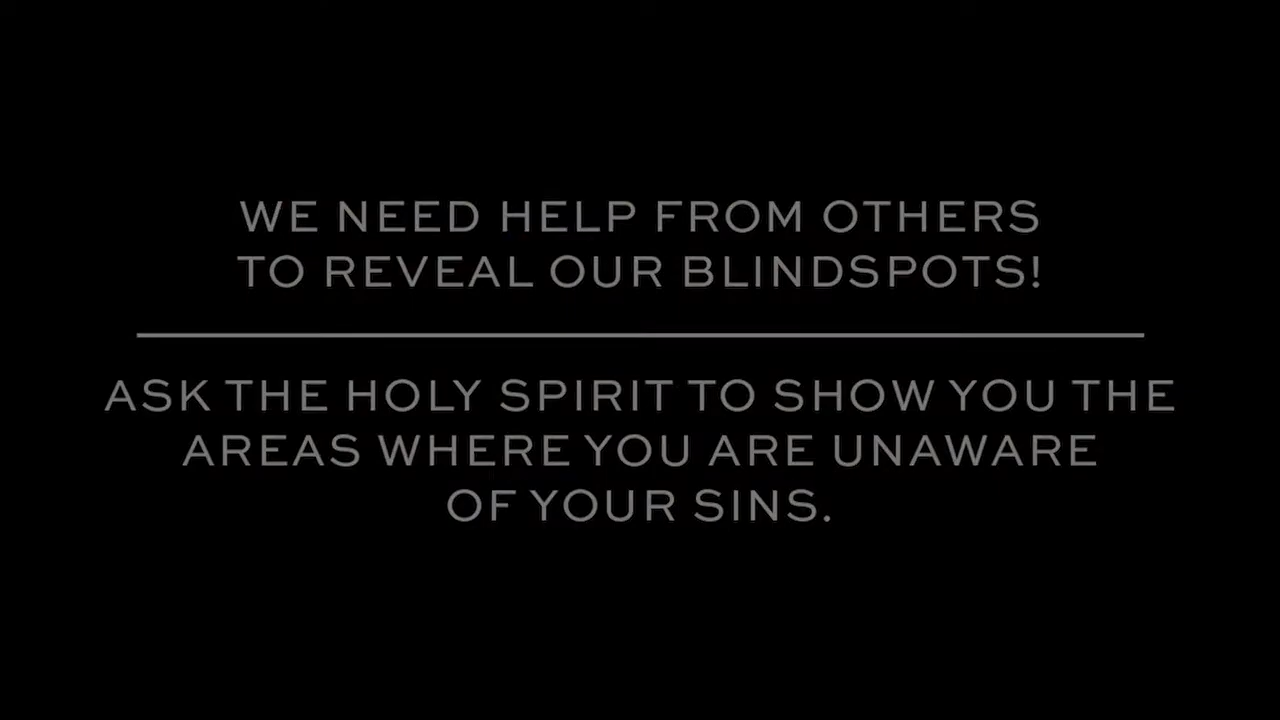 WE NEED HELP FROM OTHERS
TO REVEAL OUR BLINDSPOTS!
ASK THE HOLY SPIRIT TO SHOW YOU THE
AREAS WHERE YOU ARE UNAWARE
OF YOUR SINS.